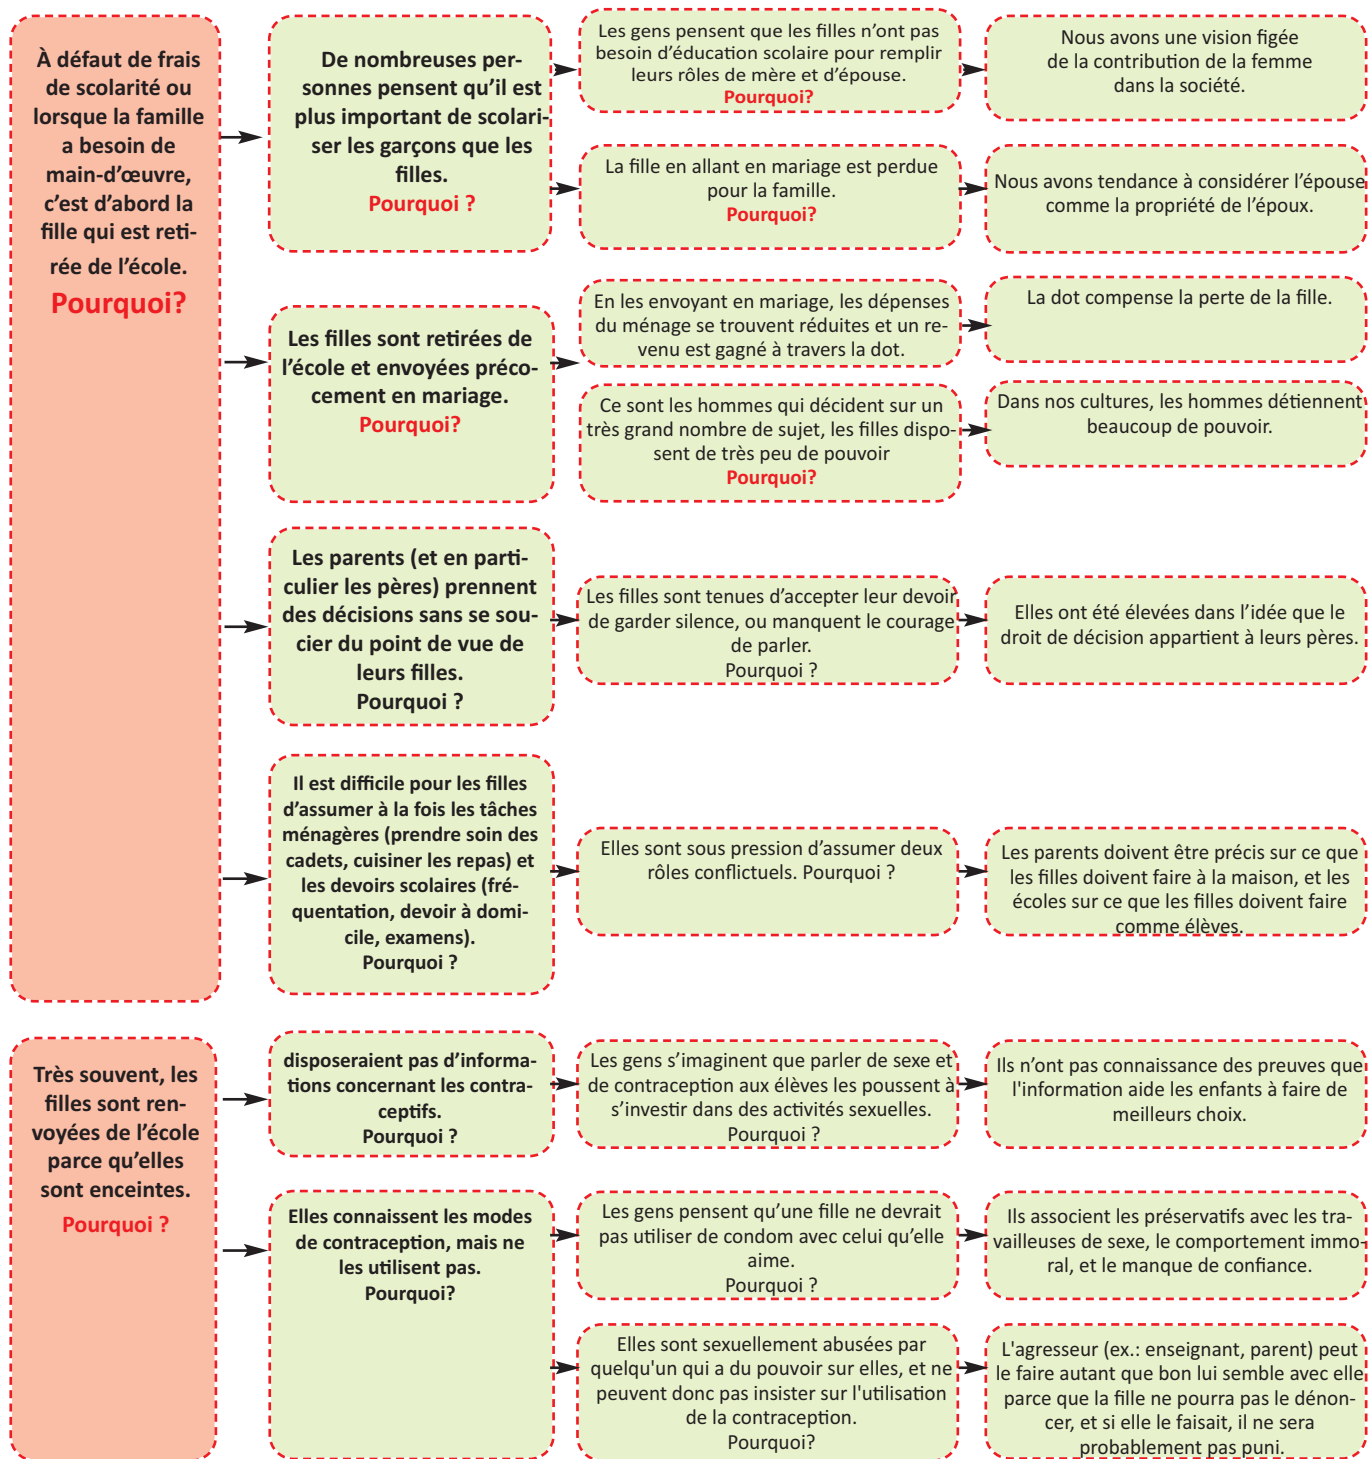 À défaut de frais
de scolarité ou
lorsque la famille
a besoin de
main-d’œuvre,
c’est d’abord la
fille qui est reti-
rée de l’école.
Pourquoi?
De nombreuses per-
sonnes pensent qu’il est
plus important de scolari-
ser les garçons que les
filles.
Pourquoi ?
Les gens pensent que les filles n’ont pas
besoin d’éducation scolaire pour remplir
leurs rôles de mère et d’épouse.
Pourquoi?
Nous avons une vision figée
de la contribution de la femme
dans la société.
La fille en allant en mariage est perdue
pour la famille.
Pourquoi?
Nous avons tendance à considérer l’épouse
comme la propriété de l’époux.
Les filles sont retirées de
l’école et envoyées préco-
cement en mariage.
Pourquoi?
En les envoyant en mariage, les dépenses
du ménage se trouvent réduites et un re-
venu est gagné à travers la dot.
La dot compense la perte de la fille.
Ce sont les hommes qui décident sur un
très grand nombre de sujet, les filles dispo-
sent de très peu de pouvoir
Pourquoi?
Dans nos cultures, les hommes détiennent
beaucoup de pouvoir.
Les parents (et en parti-
culier les pères) prennent
des décisions sans se sou-
cier du point de vue de
leurs filles.
Pourquoi ?
Les filles sont tenues d’accepter leur devoir
de garder silence, ou manquent le courage
de parler.
Pourquoi ?
Elles ont été élevées dans l’idée que le
droit de décision appartient à leurs pères.
Il est difficile pour les filles
d’assumer à la fois les tâches
ménagères (prendre soin des
cadets, cuisiner les repas) et
les devoirs scolaires (fré-
quentation, devoir à domi-
cile, examens).
Pourquoi ?
Elles sont sous pression d’assumer deux
rôles conflictuels. Pourquoi ?
Les parents doivent être précis sur ce que
les filles doivent faire à la maison, et les
écoles sur ce que les filles doivent faire
comme élèves.
Très souvent, les
filles sont ren-
voyées de l’école
parce qu’elles
sont enceintes.
Pourquoi ?
disposeraient pas d’informa-
tions concernant les contra-
ceptifs.
Pourquoi ?
Les gens s’imaginent que parler de sexe et
de contraception aux élèves les poussent à
s’investir dans des activités sexuelles.
Pourquoi ?
Ils n’ont pas connaissance des preuves que
l'information aide les enfants à faire de
meilleurs choix.
Elles connaissent les modes
de contraception, mais ne
les utilisent pas.
Pourquoi?
Les gens pensent qu’une fille ne devrait
pas utiliser de condom avec celui qu’elle
aime.
Pourquoi ?
Ils associent les préservatifs avec les tra-
vailleuses de sexe, le comportement immo-
ral, et le manque de confiance.
Elles sont sexuellement abusées par
quelqu'un qui a du pouvoir sur elles, et ne
peuvent donc pas insister sur l'utilisation
de la contraception.
Pourquoi?
L'agresseur (ex.: enseignant, parent) peut
le faire autant que bon lui semble avec elle
parce que la fille ne pourra pas le dénon-
cer, et si elle le faisait, il ne sera
probablement pas puni.